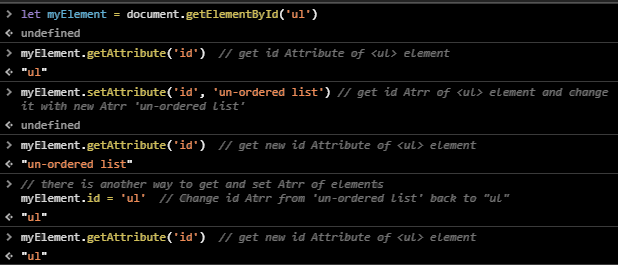 > let myElement = document.getElementById('ul')
< undefined
> myElement.getAttribute('id')  // get id Attribute of <ul> element
< "ul"
> myElement.setAttribute('id', 'un-ordered list') // get id Atrr of <ul> element and change
it with new Atrr 'un-ordered list'
< undefined
> myElement.getAttribute('id')  // get new id Attribute of <ul> element
< "un-ordered list"
> // there is another way to get and set Atrr of elements
myElement.id = 'ul'  // Change id Atrr from 'un-ordered list' back to "ul"
< "ul"
> myElement.getAttribute('id')  // get new id Attribute of <ul> element
< "ul"